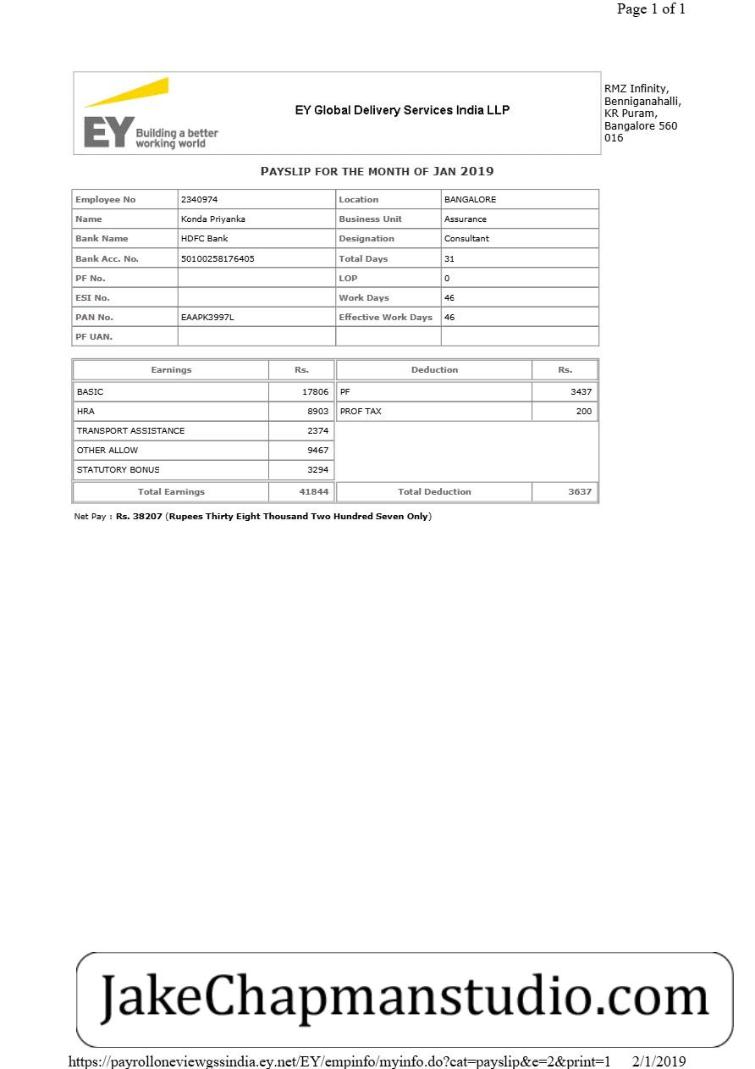 Page 1 of 1
EY Building a better
working world
EY Global Delivery Services India LLP
RMZ Infinity,
Benniganahalli,
KR Puram,
Bangalore 560
016
PAYSLIP FOR THE MONTH OF JAN 2019
Employee No 2340974 Location BANGALORE
Name Konda Priyanka Business Unit Assurance
Bank Name HDFC Bank Designation Consultant
Bank Acc. No. 50100258176405 Total Days 31
PF No. LOP 0
ESI No. Work Days 46
PAN No. EAAPK3997L Effective Work Days 46
PF UAN.
Earnings Rs. Deduction Rs.
BASIC 17806 PF 3437
HRA 8903 PROF TAX 200
TRANSPORT ASSISTANCE 2374
OTHER ALLOW 9467
STATUTORY BONUS 3294
Total Earnings 41844 Total Deduction 3637
Net Pay : Rs. 38207 (Rupees Thirty Eight Thousand Two Hundred Seven Only)
JakeChapmanstudio.com
https://payrolloneviewgssindia.ey.net/EY/empinfo/myinfo.do?cat=payslip&e=2&print=1 2/1/2019